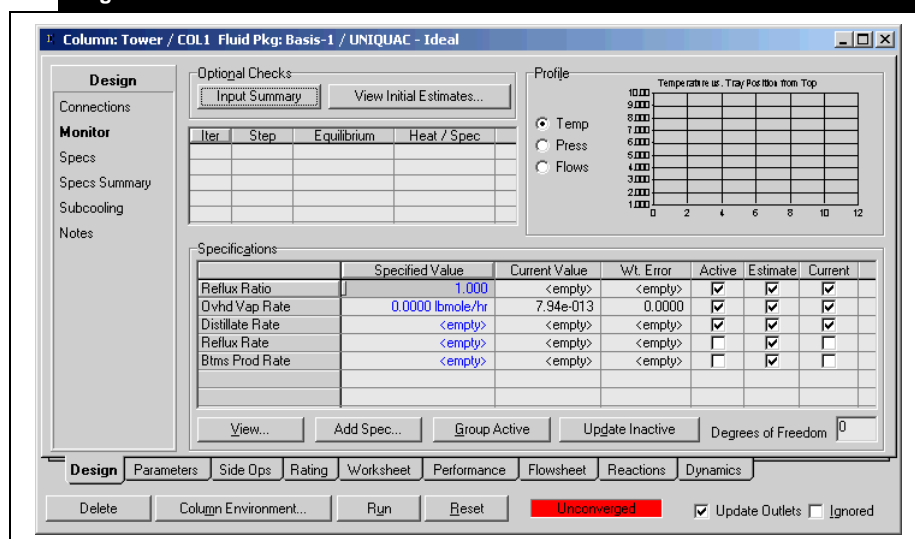 Column: Tower / COL1 Fluid Pkg: Basis-1 / UNIQUAC - Ideal
Design
Connections
Monitor
Specs
Specs Summary
Subcooling
Notes
Optional Checks
Input Summary View Initial Estimates...
Iter Step Equilibrium Heat / Spec
Profile
Temp
Press
Flows
Temperature vs. Tray Position from Top
10.00
9.000
8.000
7.000
6.000
5.000
4.000
3.000
2.000
1.000
0 2 4 6 8 10 12
Specifications
Specified Value Current Value Wt. Error Active Estimate Current
Reflux Ratio 1.000 <empty> <empty>
Ovhd Vap Rate 0.0000 lbmole/hr 7.94e-013 0.0000
Distillate Rate <empty> <empty> <empty>
Reflux Rate <empty> <empty> <empty>
Btms Prod Rate <empty> <empty> <empty>
View... Add Spec... Group Active Update Inactive Degrees of Freedom 0
Design Parameters Side Ops Rating Worksheet Performance Flowsheet Reactions Dynamics
Delete Column Environment... Run Reset Unconverged Update Outlets Ignored